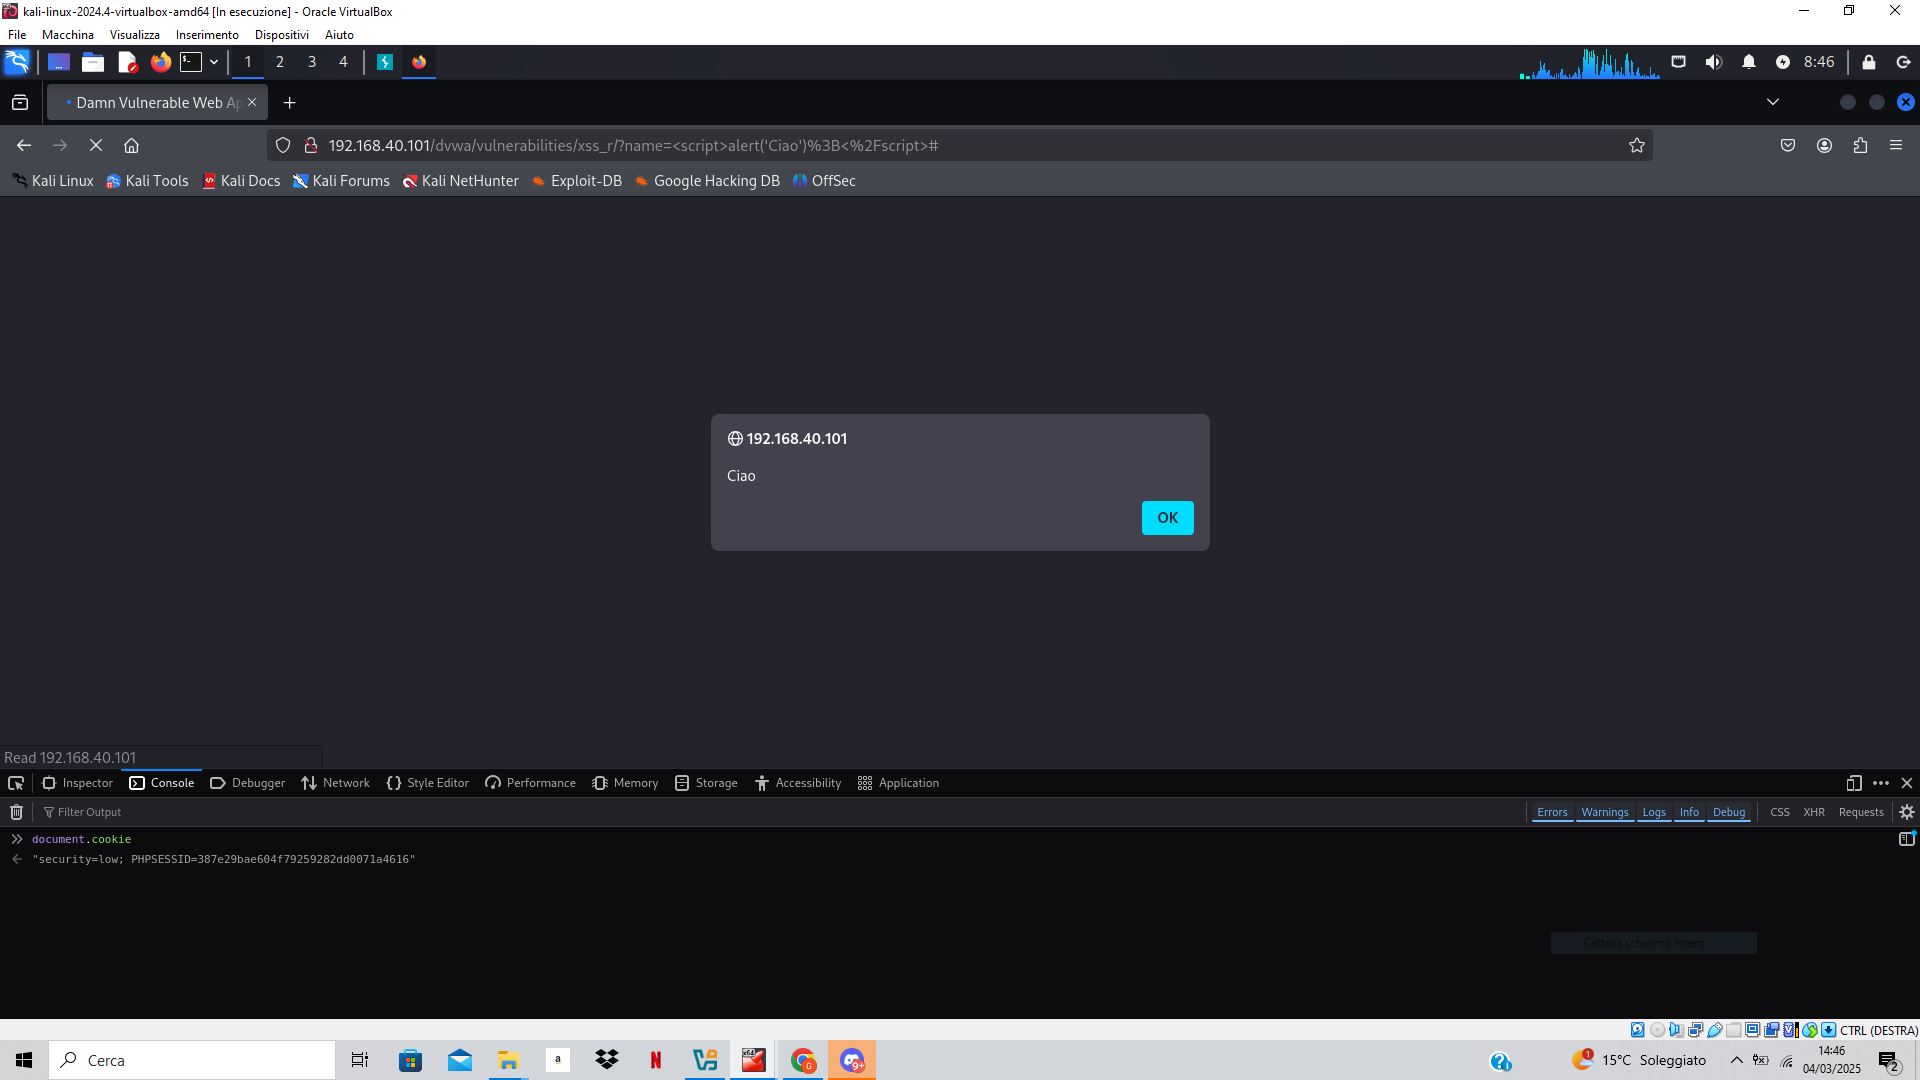 kali-linux-2024.4-virtualbox-amd64 [In esecuzione] - Oracle VirtualBox
File Macchina Visualizza Inserimento Dispositivi Aiuto
1 2 3 4 8:46
Damn Vulnerable Web Ap
192.168.40.101/dvwa/vulnerabilities/xss_r/?name=<script>alert('Ciao')%3B<%2Fscript>#
Kali Linux Kali Tools Kali Docs Kali Forums Kali NetHunter Exploit-DB Google Hacking DB OffSec
192.168.40.101
Ciao
OK
Read 192.168.40.101
Inspector Console Debugger Network Style Editor Performance Memory Storage Accessibility Application
Filter Output Errors Warnings Logs Info Debug CSS XHR Requests
document.cookie
"security=low; PHPSESSID=387e29bae604f79259282dd0071a4616"
Cattura schermo intero
CTRL (DESTRA)
Cerca
a
x64
G
9+
1
15°C Soleggiato
14:46
04/03/2025
2